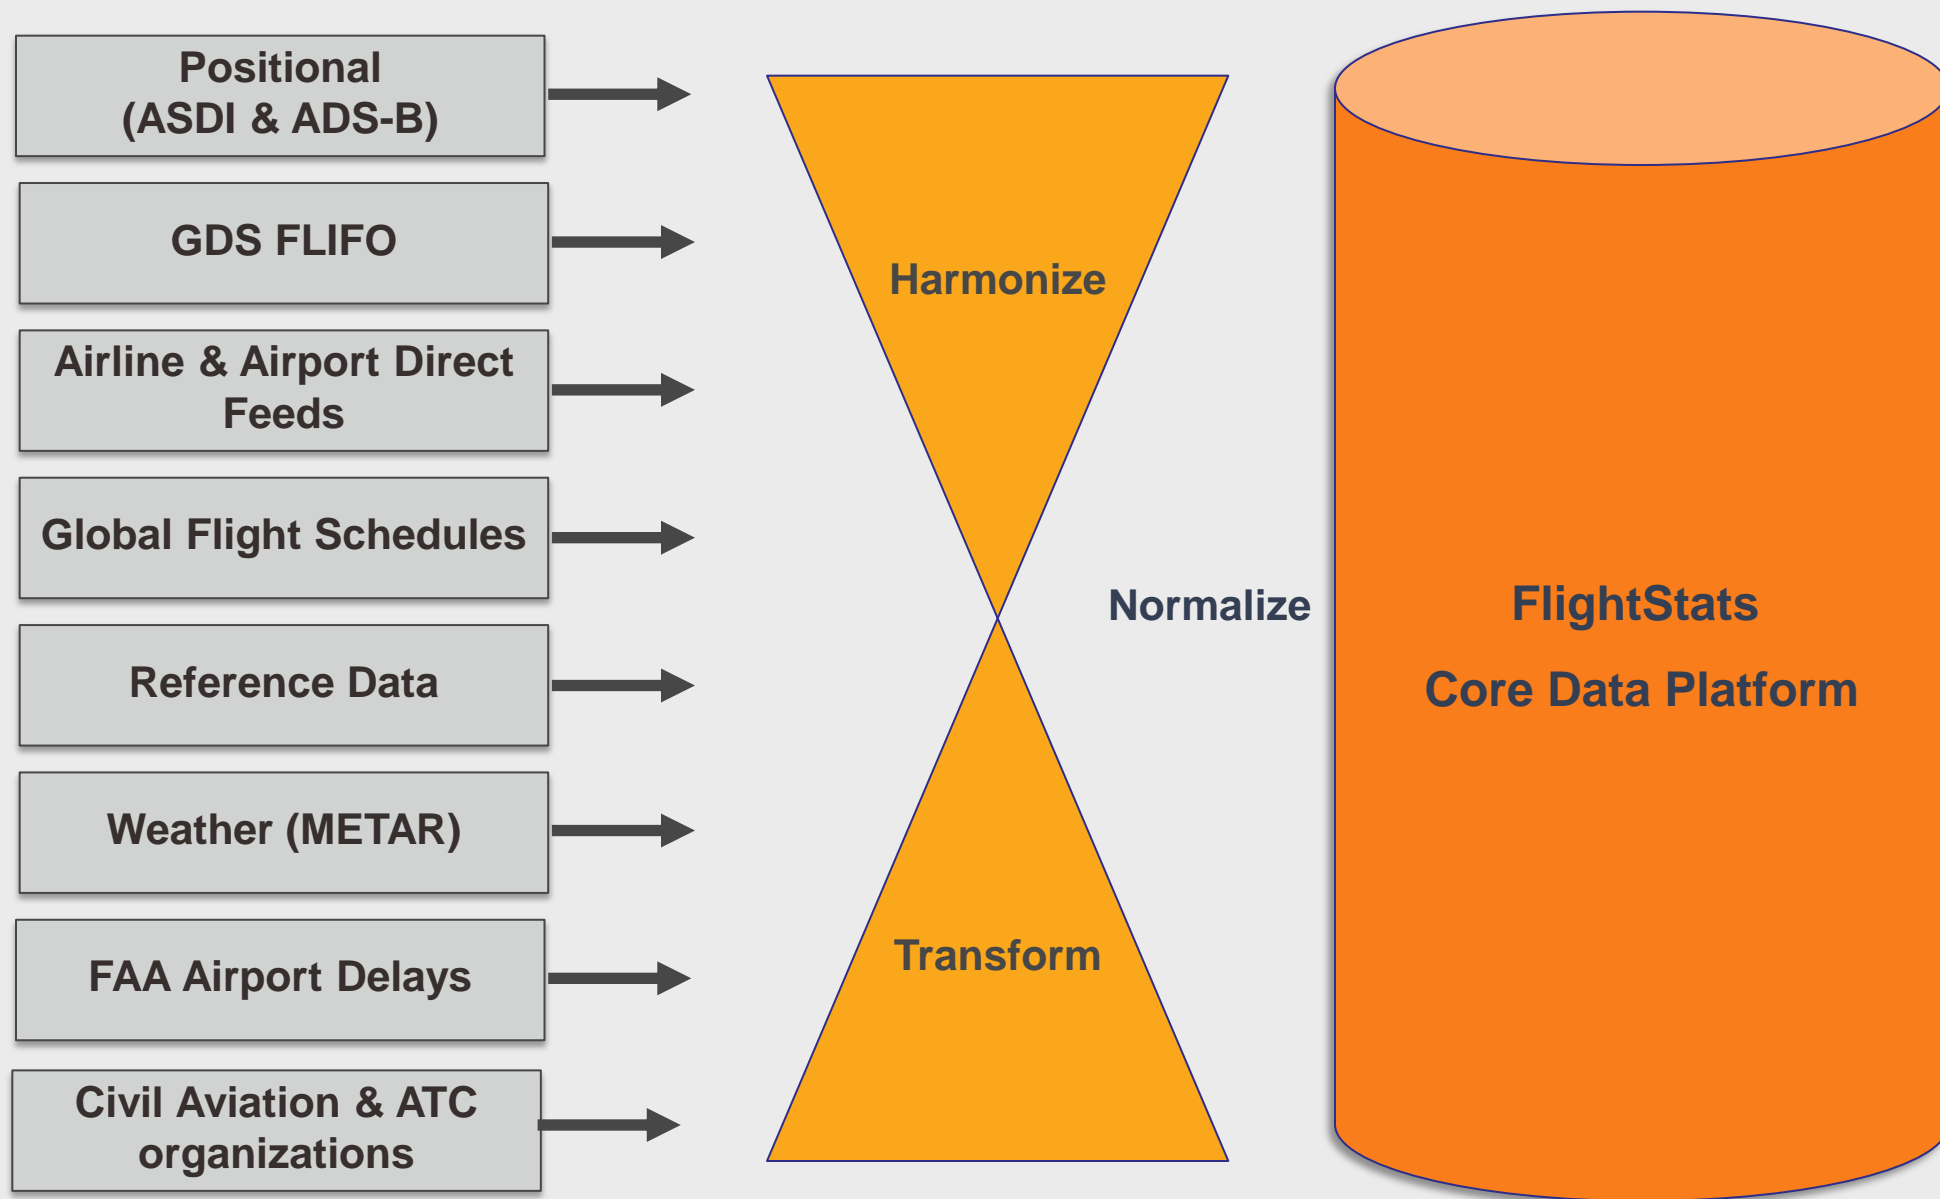 Positional
(ASDI & ADS-B)
GDS FLIFO
Airline & Airport Direct
Feeds
Global Flight Schedules
Reference Data
Weather (METAR)
FAA Airport Delays
Civil Aviation & ATC
organizations
Harmonize
Normalize
Transform
FlightStats
Core Data Platform